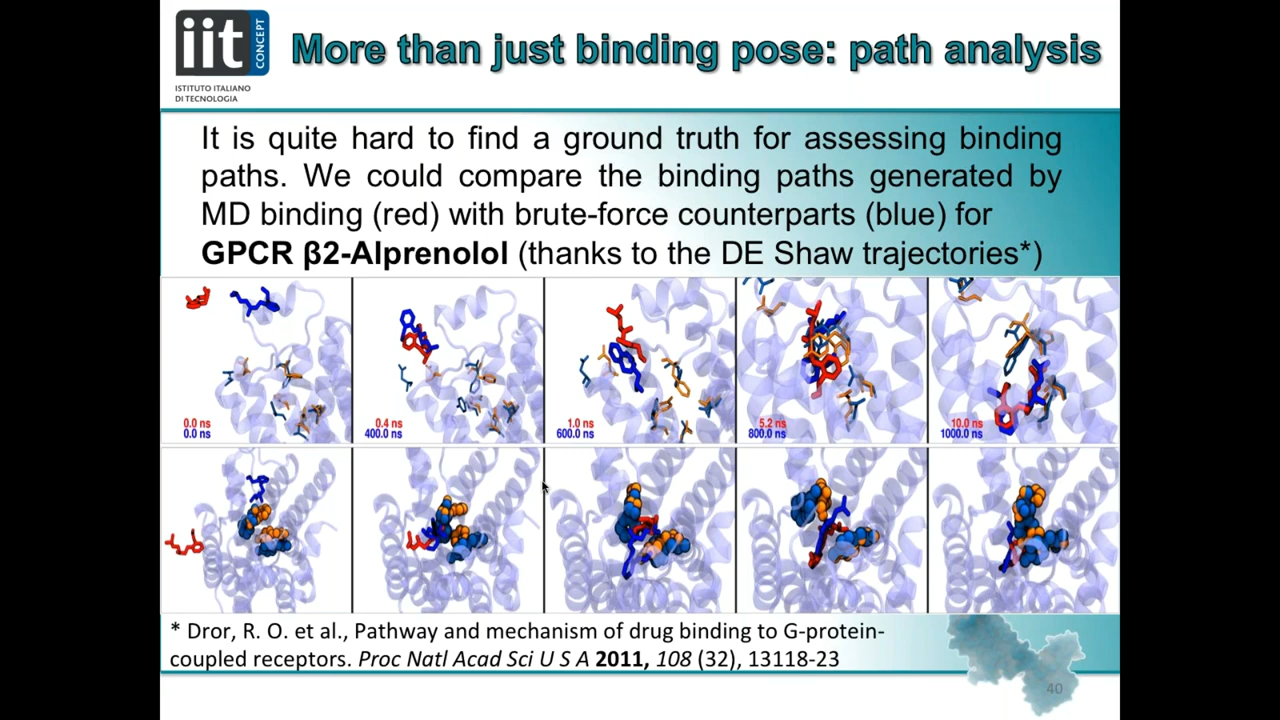 iit
CONCEPT
ISTITUTO ITALIANO
DI TECNOLOGIA
More than just binding pose: path analysis
It is quite hard to find a ground truth for assessing binding
paths. We could compare the binding paths generated by
MD binding (red) with brute-force counterparts (blue) for
GPCR β2-Alprenolol (thanks to the DE Shaw trajectories*)
0.0 ns
0.0 ns
0.4 ns
400.0 ns
1.0 ns
600.0 ns
5.2 ns
800.0 ns
10.0 ns
1000.0 ns
* Dror, R. O. et al., Pathway and mechanism of drug binding to G-protein-
coupled receptors. Proc Natl Acad Sci U S A 2011, 108 (32), 13118-23
40